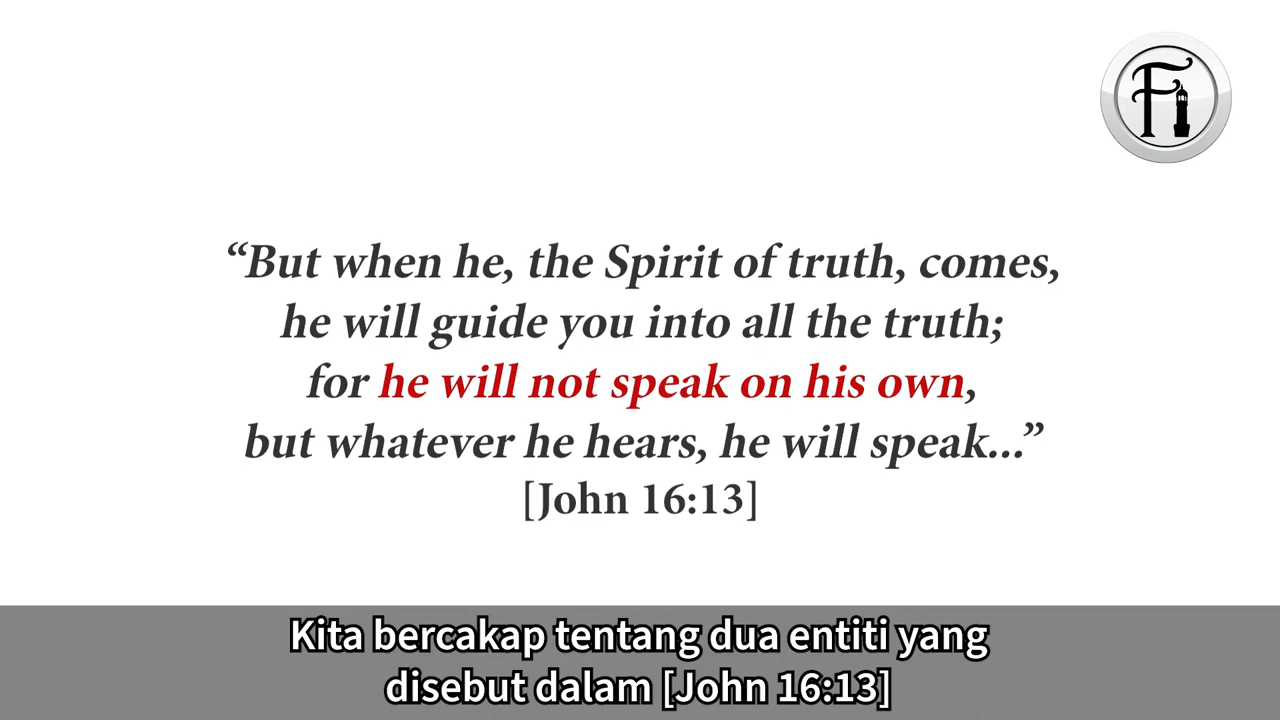 Fi
“But when he, the Spirit of truth, comes,
he will guide you into all the truth;
for he will not speak on his own,
but whatever he hears, he will speak...”
[John 16:13]
Kita bercakap tentang dua entiti yang
disebut dalam [John 16:13]